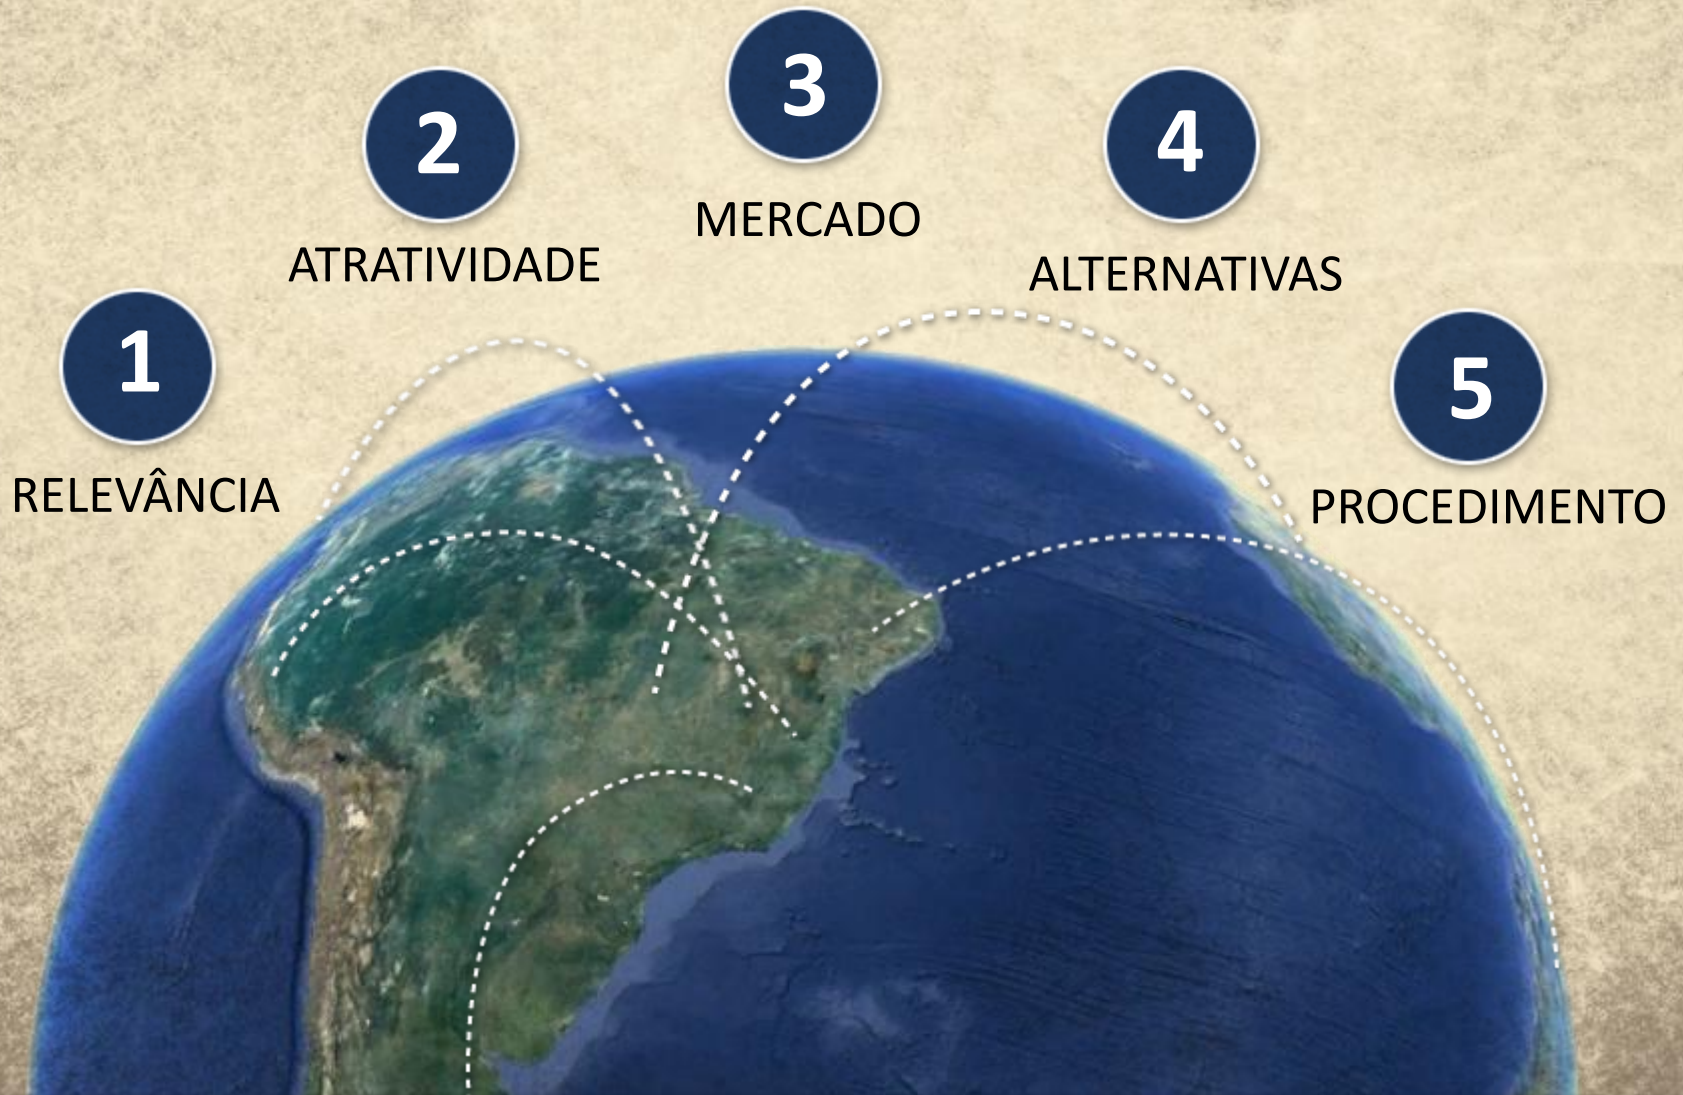 1
RELEVÂNCIA
2
ATRATIVIDADE
3
MERCADO
4
ALTERNATIVAS
5
PROCEDIMENTO